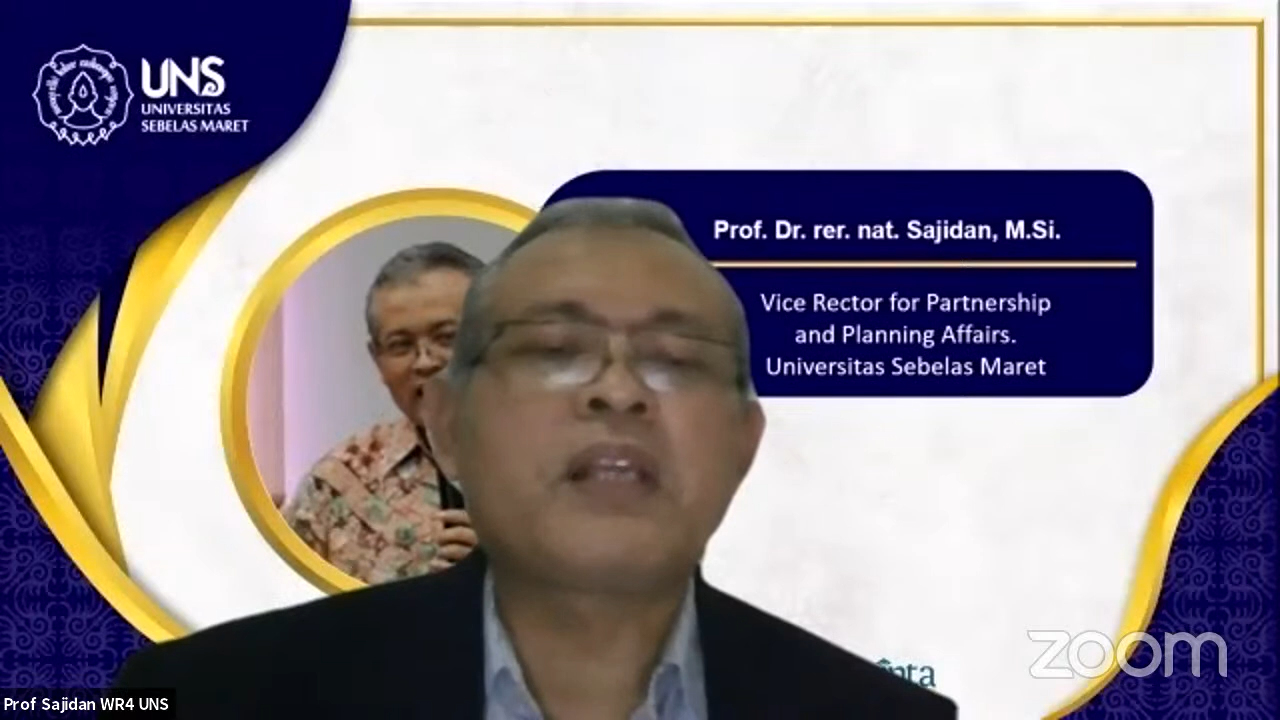 UNS
UNIVERSITAS
SEBELAS MARET
Prof. Dr. rer. nat. Sajidan, M.Si.
Vice Rector for Partnership
and Planning Affairs.
Universitas Sebelas Maret
zoom
Prof Sajidan WR4 UNS